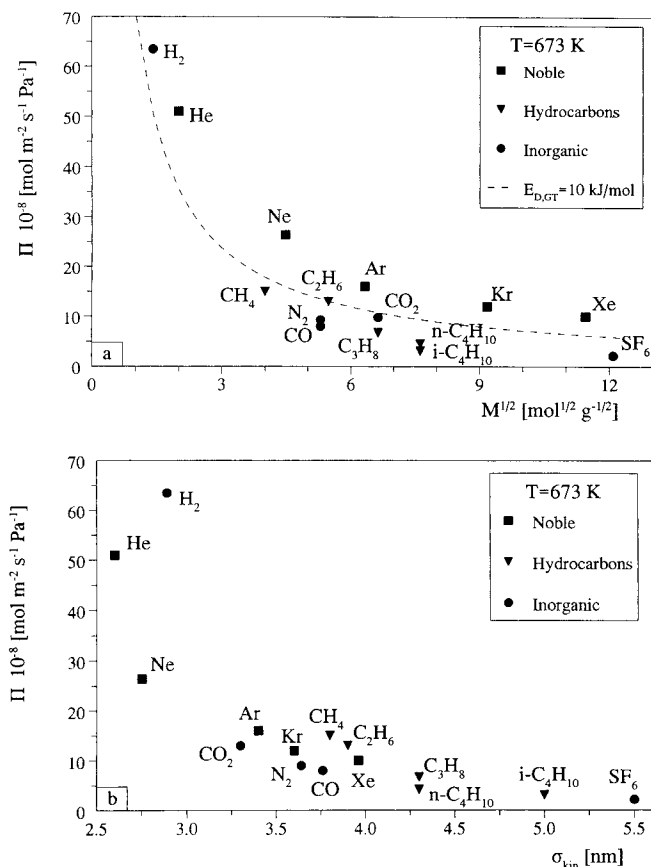 70
60
50
40
30
20
10
0
Π 10⁻⁸ [mol m⁻² s⁻¹ Pa⁻¹]
H₂
He
Ne
Ar
Kr
Xe
CH₄
C₂H₆
N₂
CO
CO₂
C₃H₈
n-C₄H₁₀
i-C₄H₁₀
SF₆
T=673 K
Noble
Hydrocarbons
Inorganic
E_D,GT=10 kJ/mol
a
0 3 6 9 12
M^1/2 [mol^1/2 g^-1/2]
70
60
50
40
30
20
10
0
Π 10⁻⁸ [mol m⁻² s⁻¹ Pa⁻¹]
H₂
He
Ne
Ar
CO₂
Kr
N₂
CH₄
C₂H₆
CO
Xe
C₃H₈
n-C₄H₁₀
i-C₄H₁₀
SF₆
T=673 K
Noble
Hydrocarbons
Inorganic
b
2.5 3.0 3.5 4.0 4.5 5.0 5.5
σ_kin [nm]